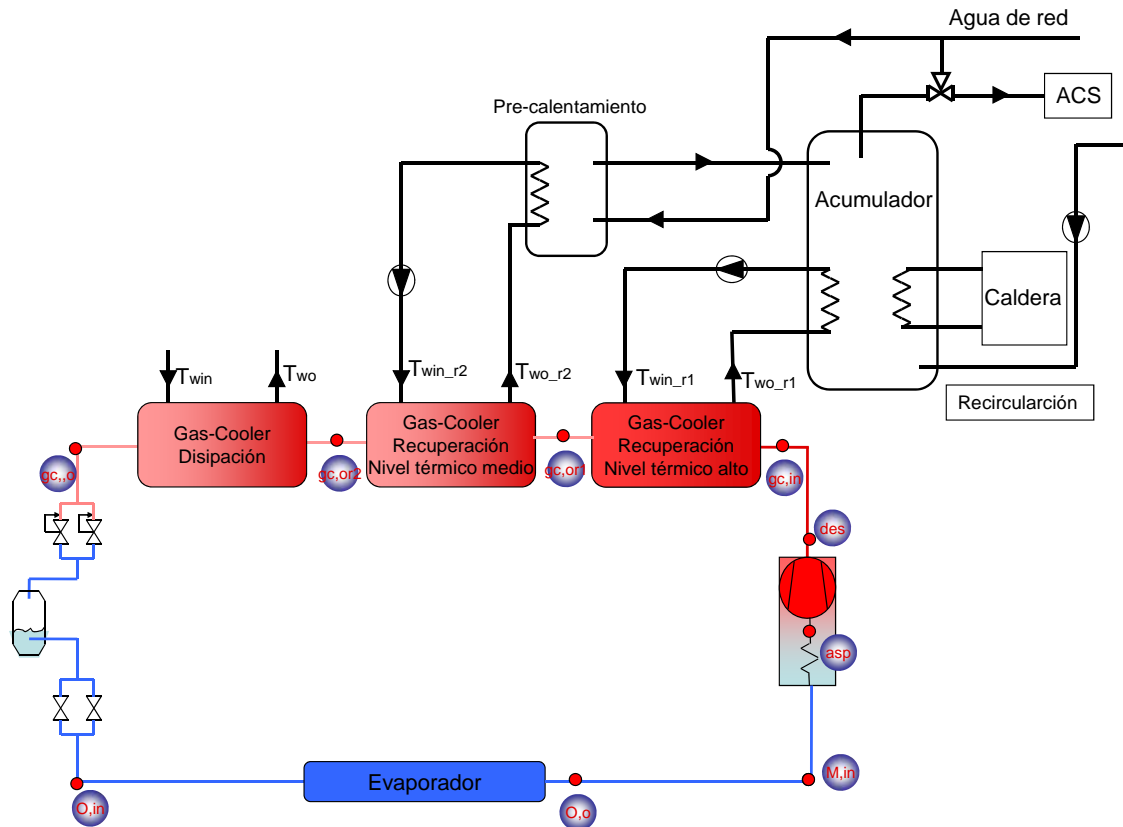 Agua de red
ACS
Pre-calentamiento
Acumulador
Caldera
Recircularción
Twin
Two
Twin_r2
Two_r2
Twin_r1
Two_r1
Gas-Cooler
Disipación
Gas-Cooler
Recuperación
Nivel térmico medio
Gas-Cooler
Recuperación
Nivel térmico alto
gc,,o
gc,or2
gc,or1
gc,in
des
asp
Evaporador
O,in
O,o
M,in